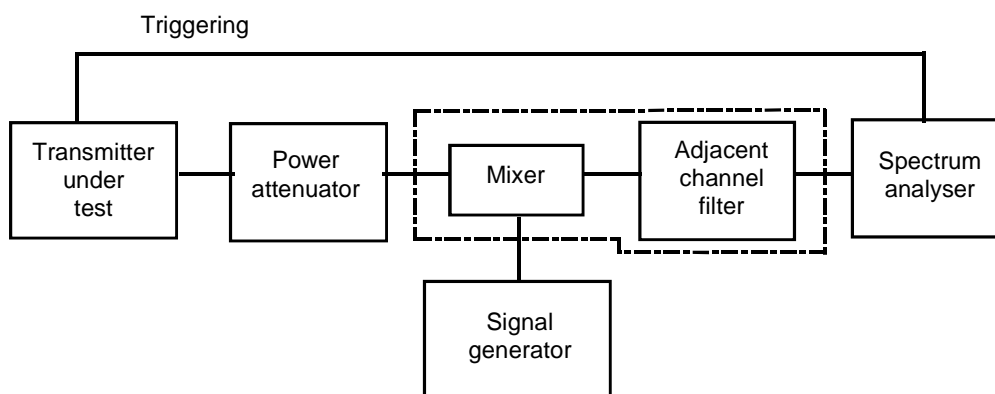 Triggering
Transmitter
under
test
Power
attenuator
Mixer
Adjacent
channel
filter
Spectrum
analyser
Signal
generator